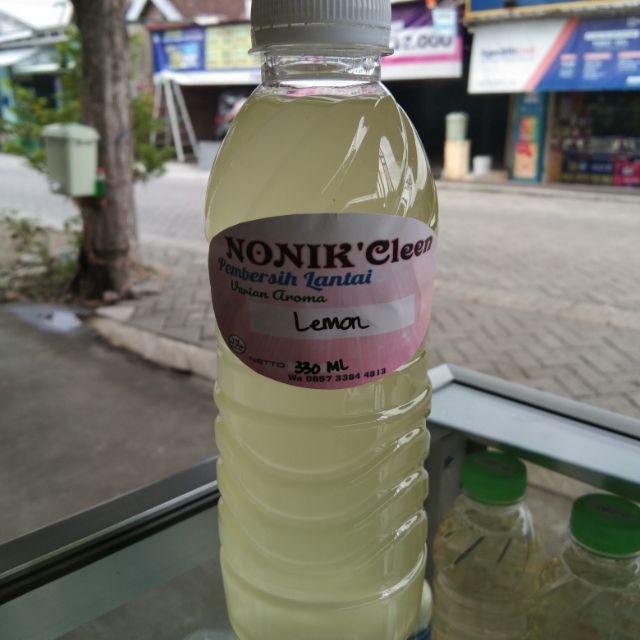 NONIK'Cleen
Pembersih Lantai
Varian Aroma
Lemon
NETTO 330 ML
Wa 0857 3384 4813